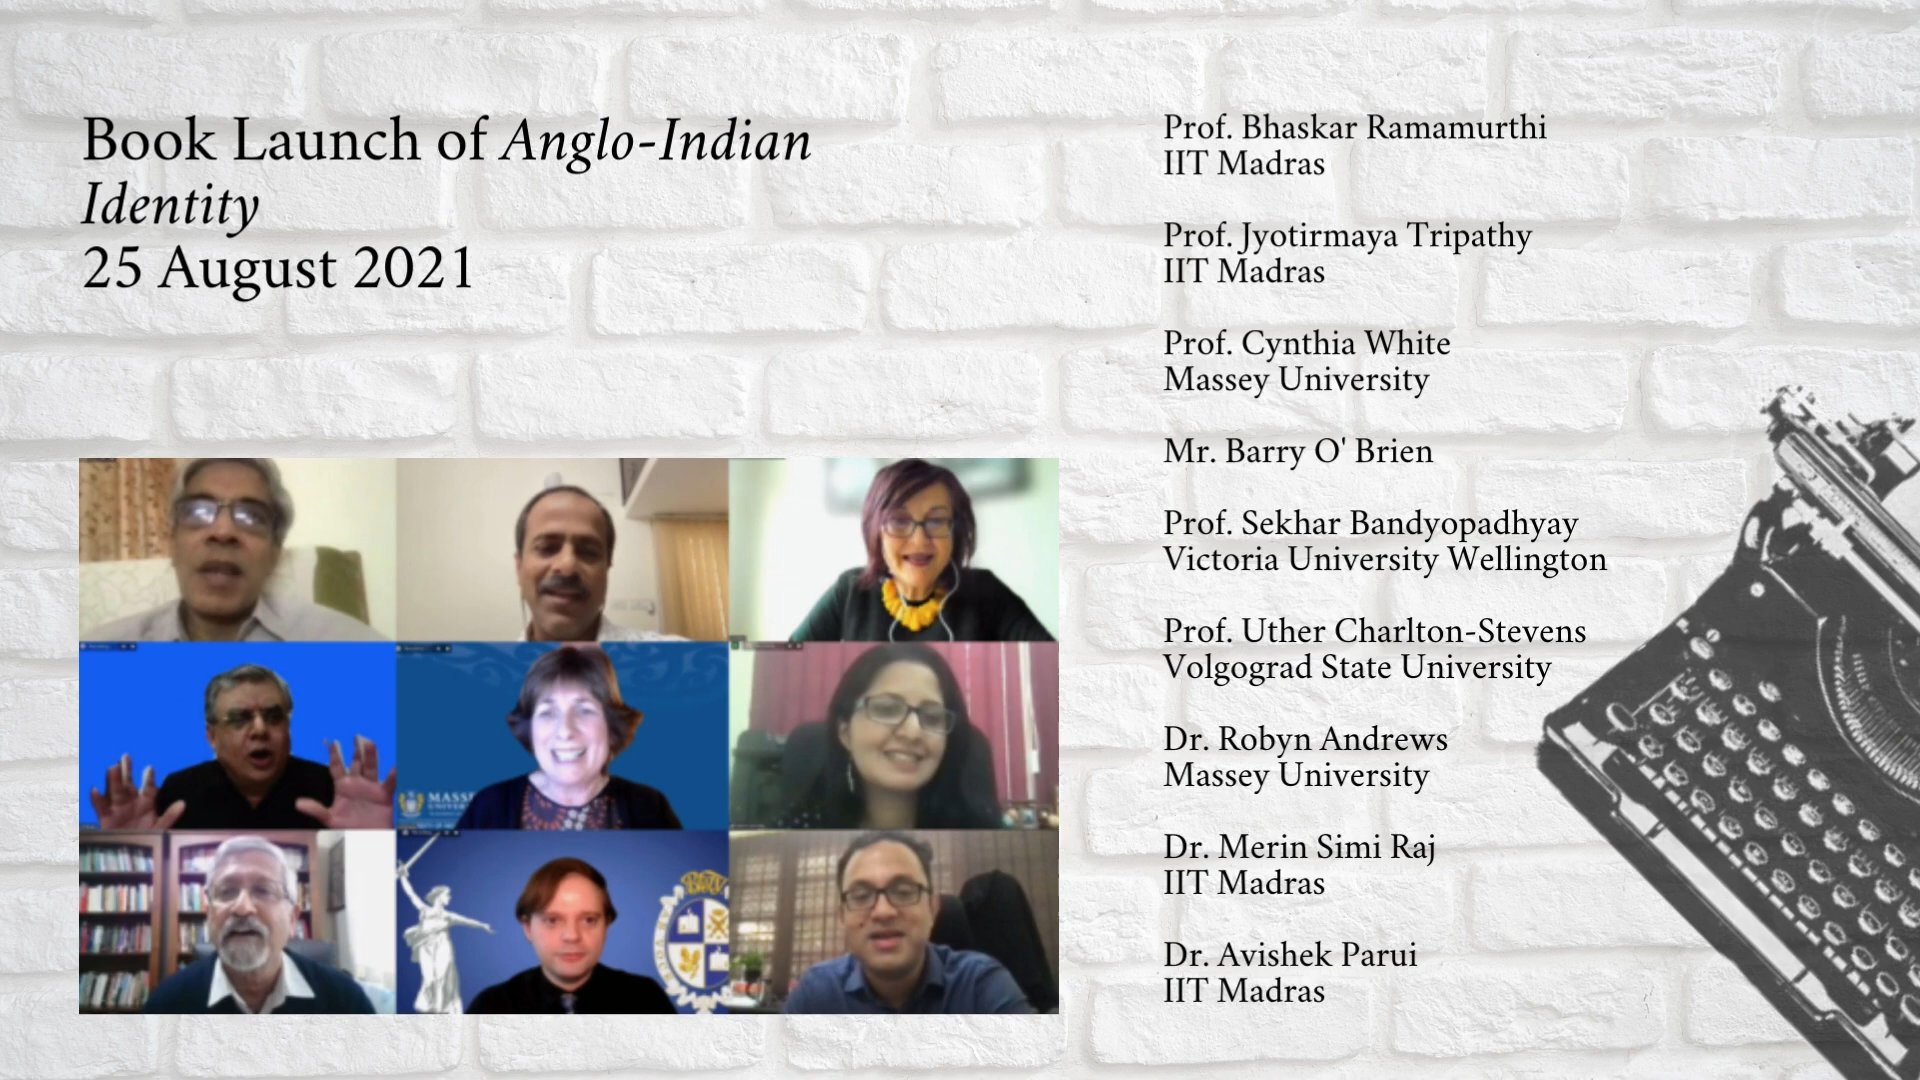 Book Launch of Anglo-Indian
Identity
25 August 2021
Prof. Bhaskar Ramamurthi
IIT Madras
Prof. Jyotirmaya Tripathy
IIT Madras
Prof. Cynthia White
Massey University
Mr. Barry O' Brien
Prof. Sekhar Bandyopadhyay
Victoria University Wellington
Prof. Uther Charlton-Stevens
Volgograd State University
Dr. Robyn Andrews
Massey University
Dr. Merin Simi Raj
IIT Madras
Dr. Avishek Parui
IIT Madras